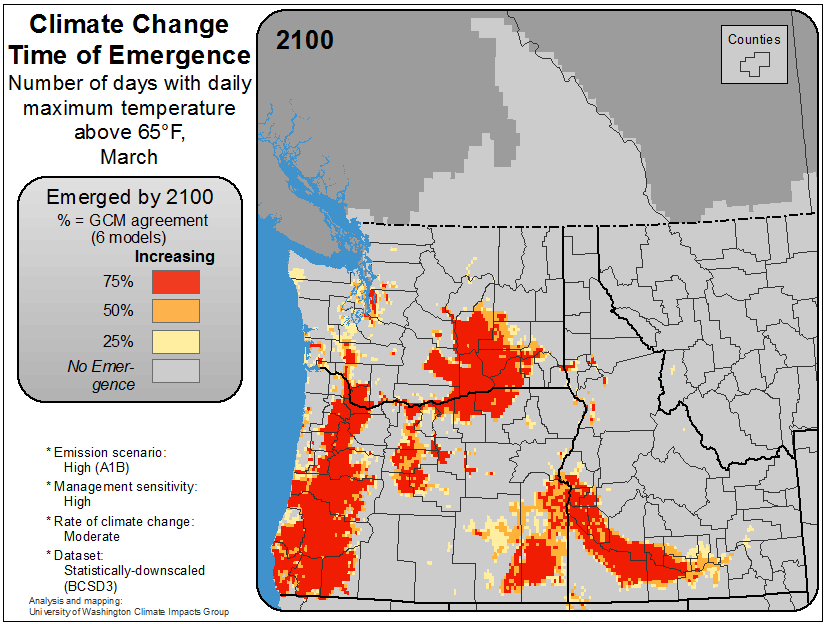 Climate Change
Time of Emergence
Number of days with daily
maximum temperature
above 65°F,
March
Emerged by 2100
% = GCM agreement
(6 models)
Increasing
75%
50%
25%
No Emer-
gence
* Emission scenario:
High (A1B)
* Management sensitivity:
High
* Rate of climate change:
Moderate
* Dataset:
Statistically-downscaled
(BCSD3)
Analysis and mapping:
University of Washington Climate Impacts Group
2100
Counties